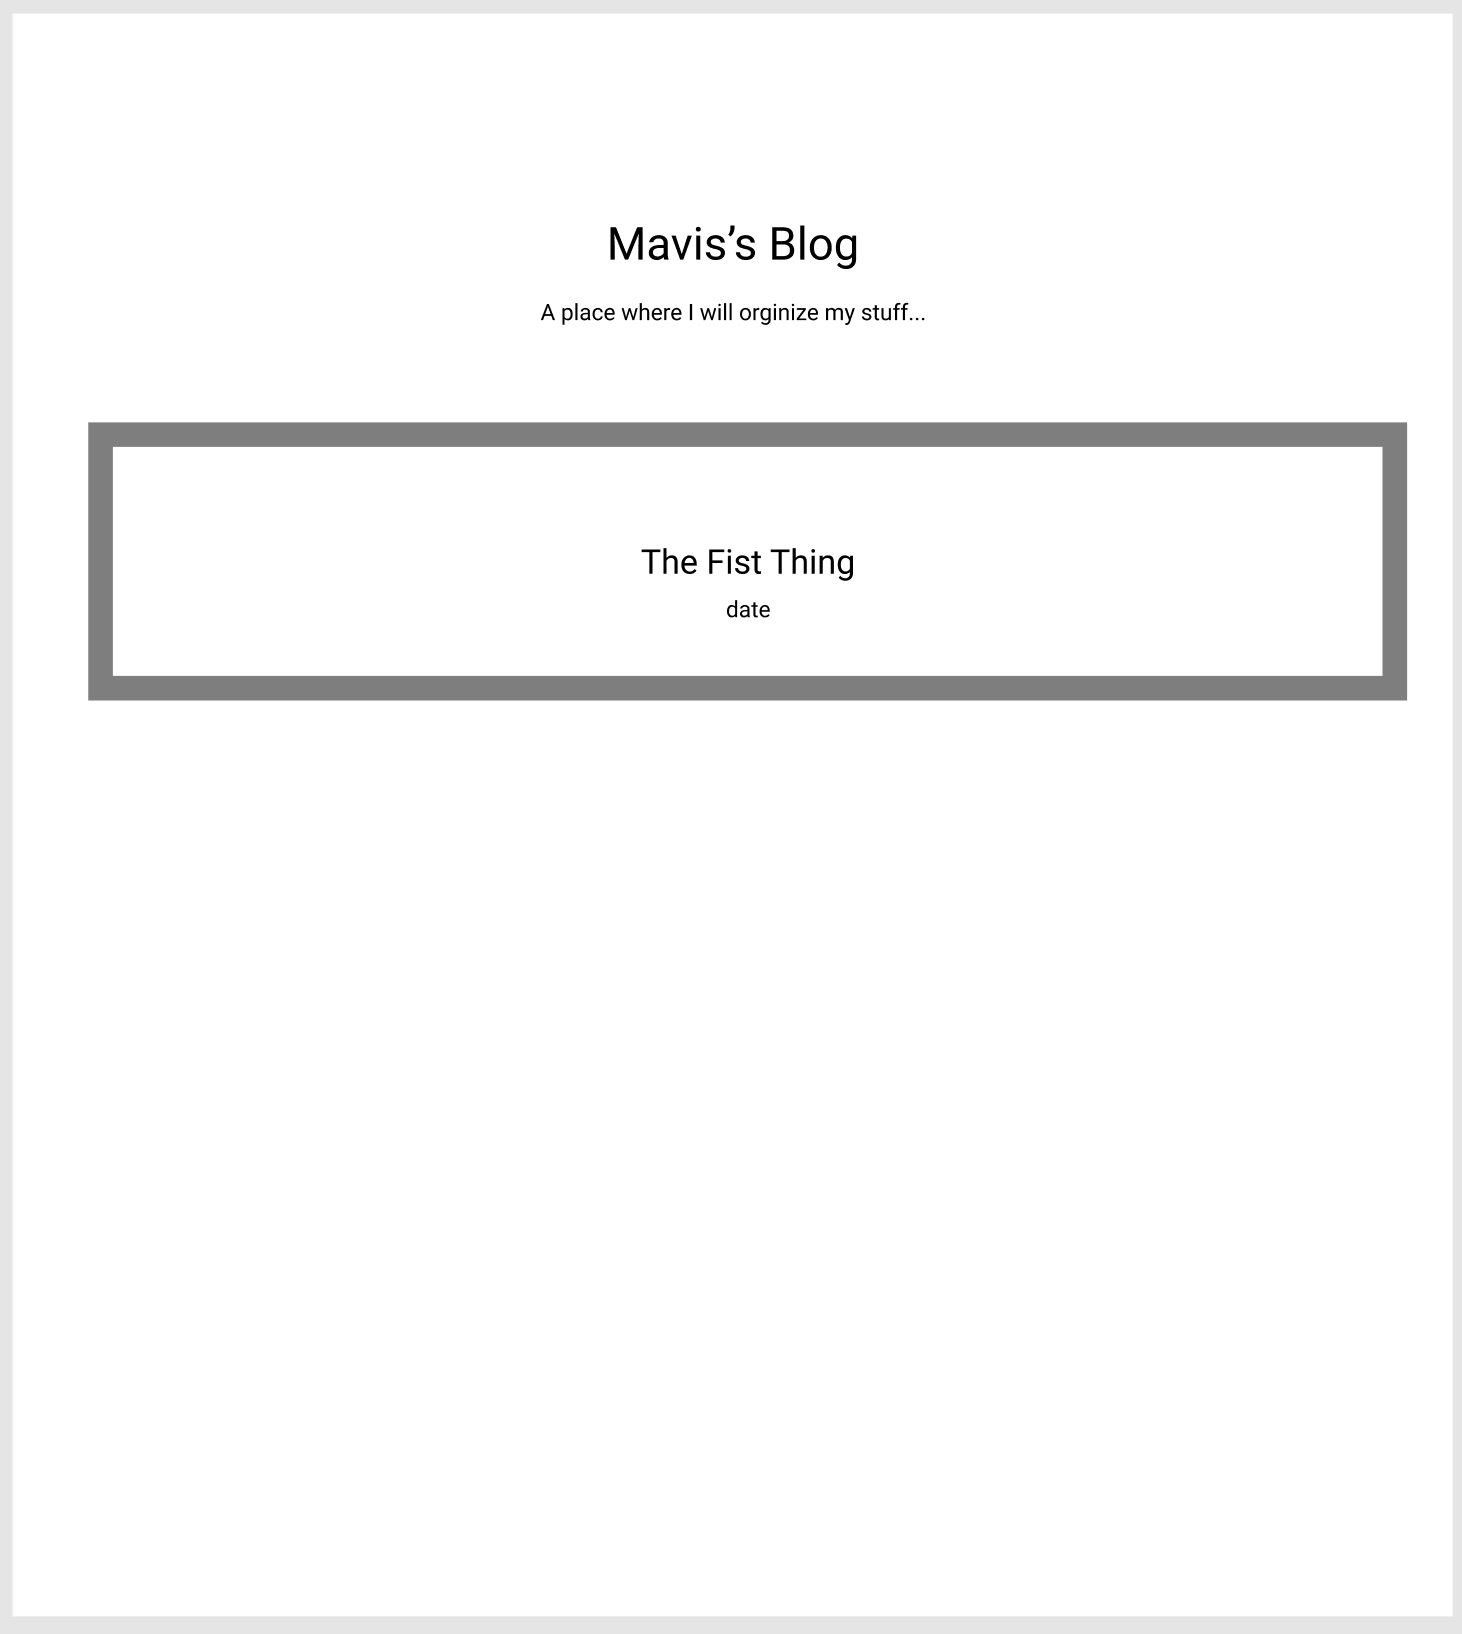 Mavis’s Blog
A place where I will orginize my stuff...
The Fist Thing
date